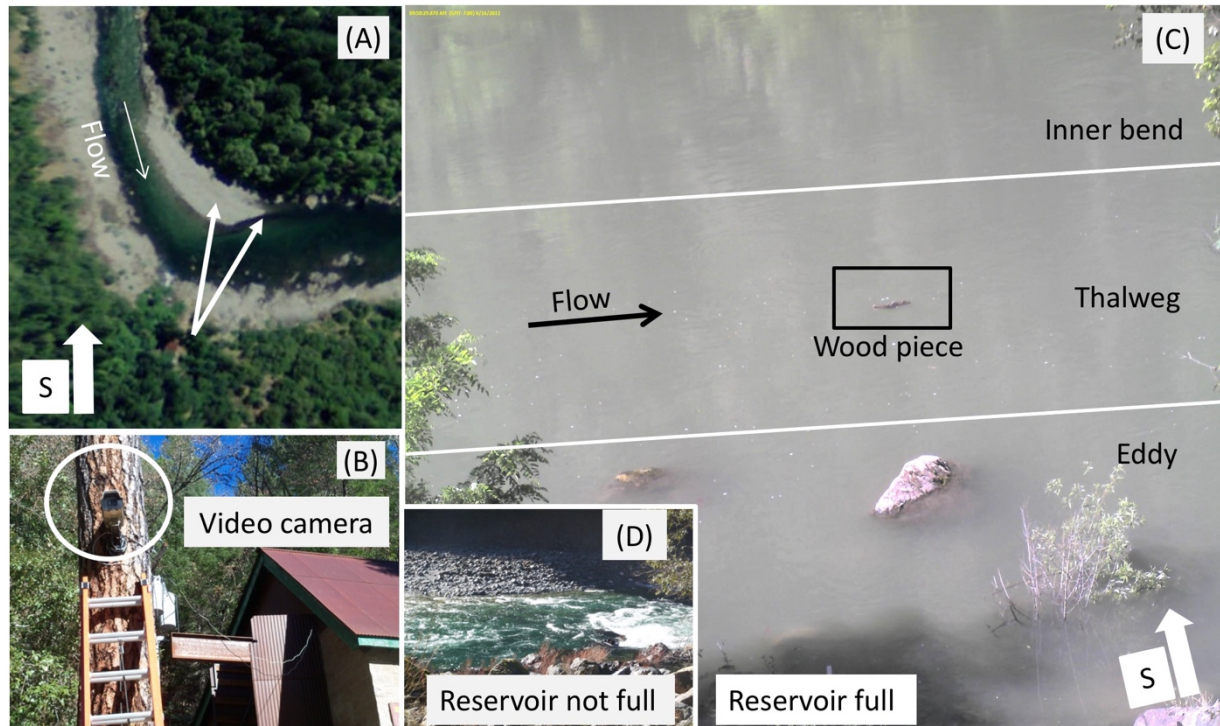 (A)
Flow
S
(B)
Video camera
(C)
Inner bend
Flow
Thalweg
Wood piece
Eddy
(D)
Reservoir not full
Reservoir full
S